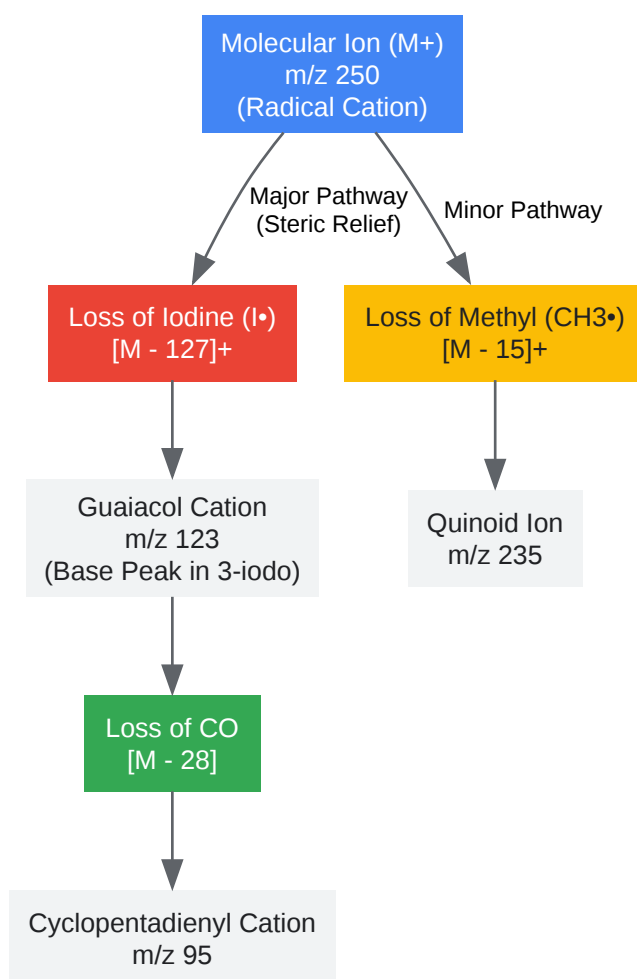 Molecular Ion (M+)
m/z 250
(Radical Cation)
Major Pathway
(Steric Relief)
Minor Pathway
Loss of Iodine (I•)
[M - 127]+
Loss of Methyl (CH3•)
[M - 15]+
Guaiacol Cation
m/z 123
(Base Peak in 3-iodo)
Quinoid Ion
m/z 235
Loss of CO
[M - 28]
Cyclopentadienyl Cation
m/z 95